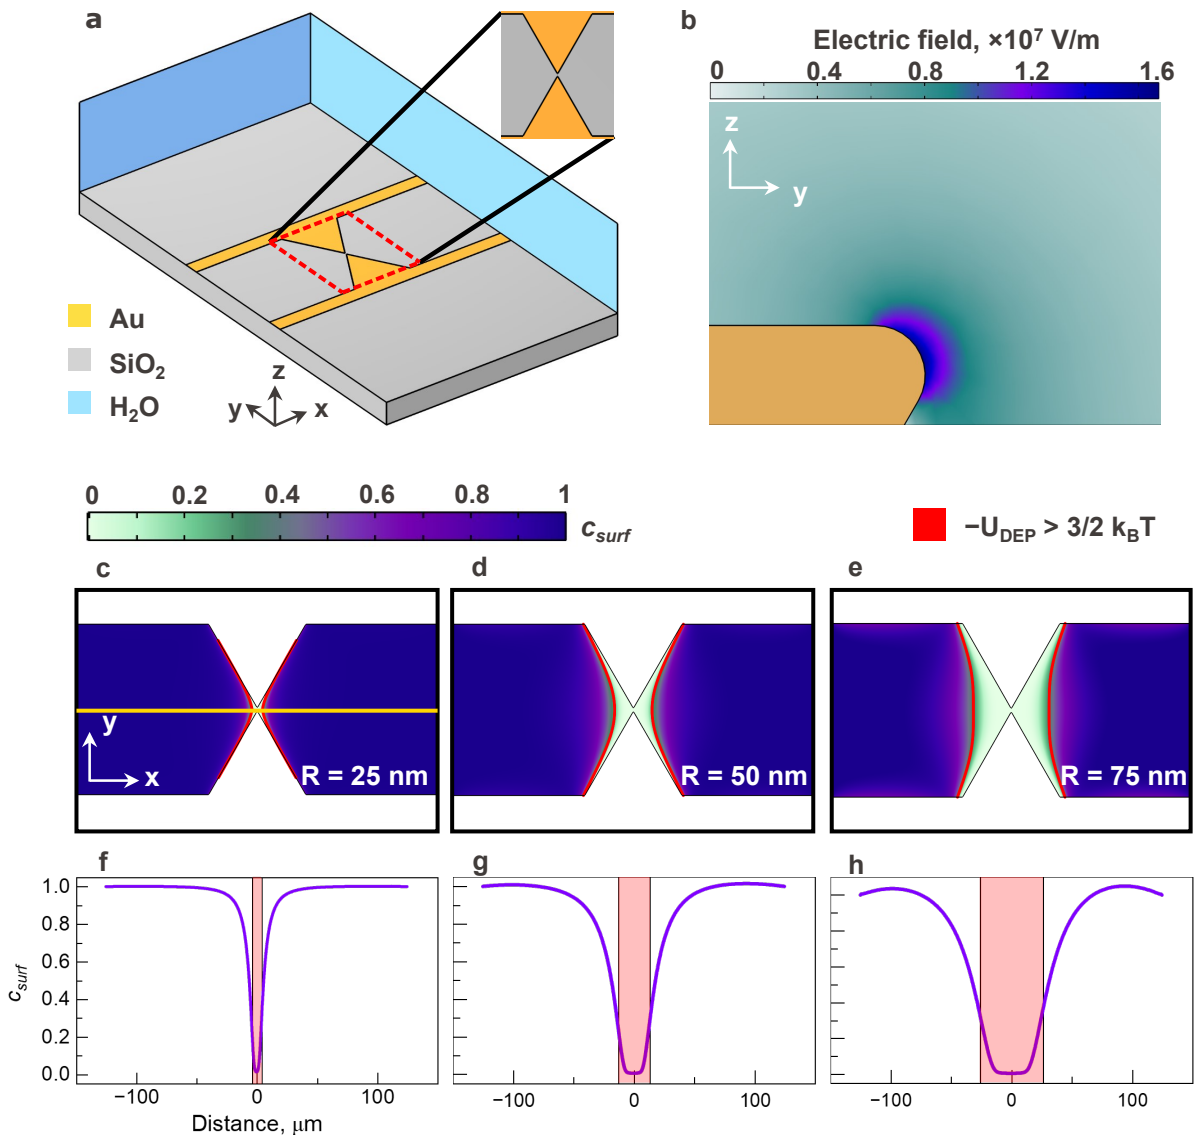 a
Au
SiO₂
H₂O
z
y
x
b
Electric field, ×10⁷ V/m
0 0.4 0.8 1.2 1.6
z
y
0 0.2 0.4 0.6 0.8 1
c_surf
−U_DEP > 3/2 k_BT
c
d
e
y
x
R = 25 nm
R = 50 nm
R = 75 nm
f
g
h
1.0
0.8
0.6
0.4
0.2
0.0
c_surf
−100 0 100
Distance, μm
−100 0 100
−100 0 100